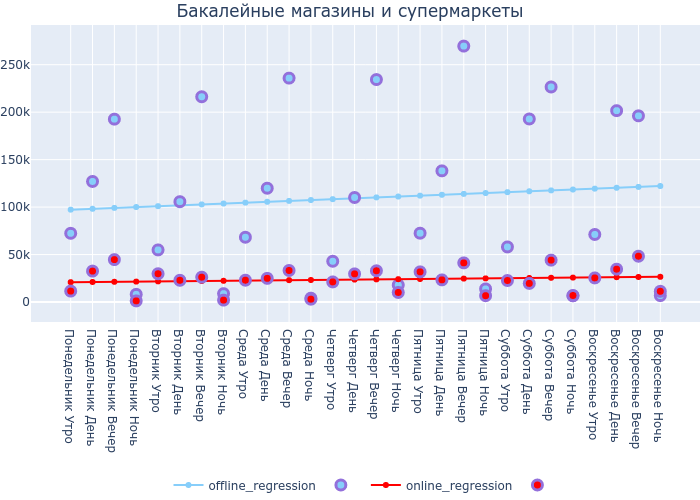 Бакалейные магазины и супермаркеты
250k
200k
150k
100k
50k
0
Понедельник Утро
Понедельник День
Понедельник Вечер
Понедельник Ночь
Вторник Утро
Вторник День
Вторник Вечер
Вторник Ночь
Среда Утро
Среда День
Среда Вечер
Среда Ночь
Четверг Утро
Четверг День
Четверг Вечер
Четверг Ночь
Пятница Утро
Пятница День
Пятница Вечер
Пятница Ночь
Суббота Утро
Суббота День
Суббота Вечер
Суббота Ночь
Воскресенье Утро
Воскресенье День
Воскресенье Вечер
Воскресенье Ночь
offline_regression
online_regression